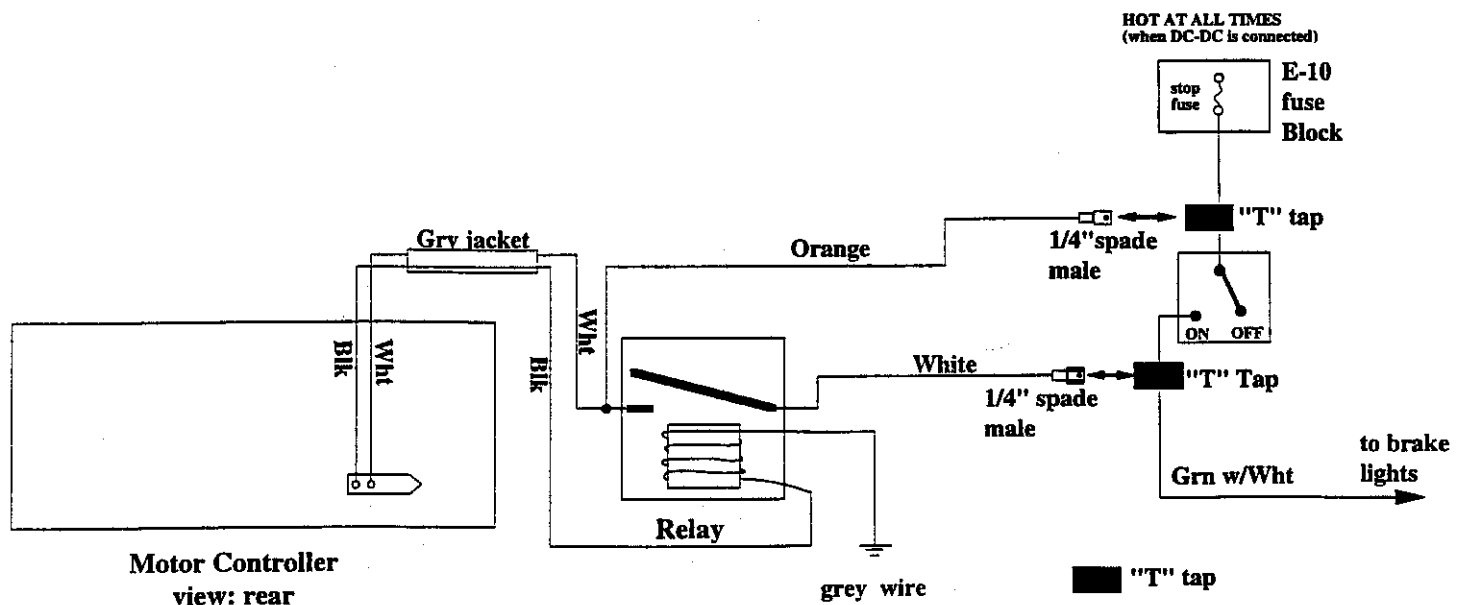 HOT AT ALL TIMES
(when DC-DC is connected)
E-10
fuse
Block
stop
fuse
"T" tap
1/4"spade
male
Orange
Gry jacket
Wht
Blk
Blk
Wht
ON
OFF
White
"T" Tap
1/4" spade
male
to brake
lights
Grn w/Wht
Relay
Motor Controller
view: rear
grey wire
"T" tap